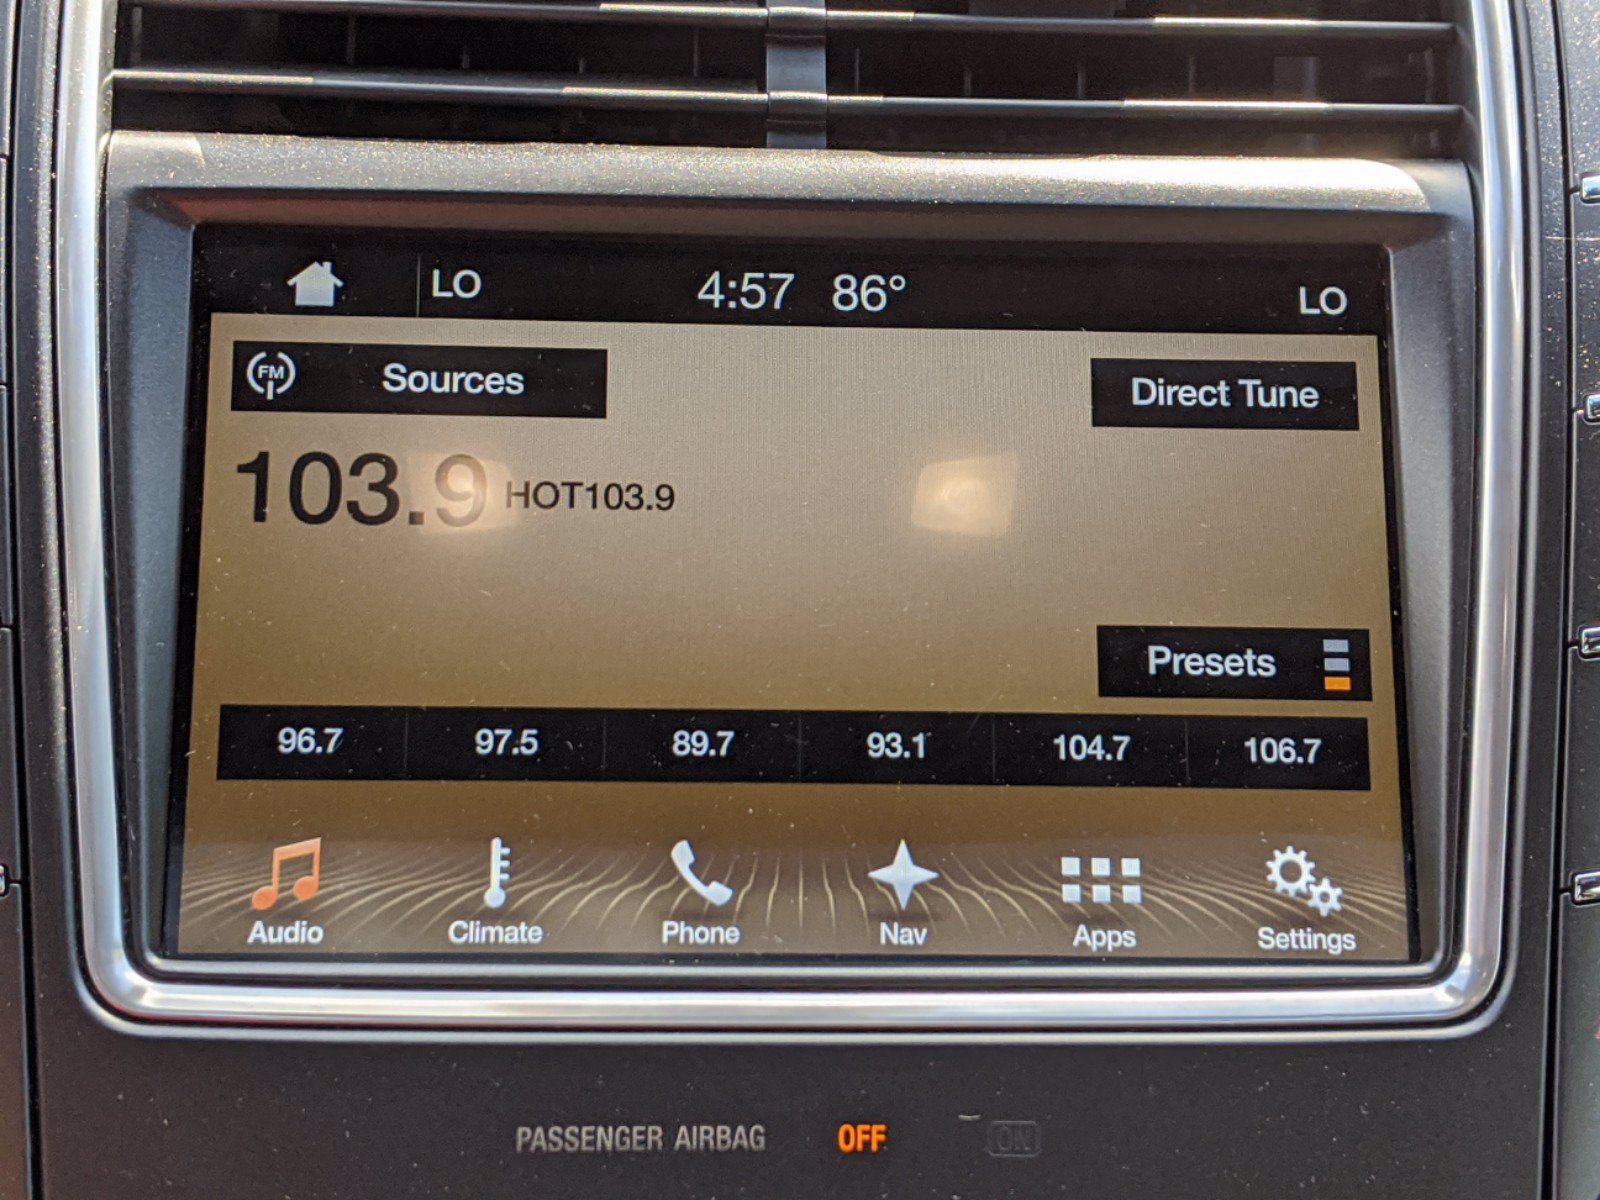 LO 4:57 86° LO
FM Sources Direct Tune
103.9 HOT103.9
Presets
96.7 97.5 89.7 93.1 104.7 106.7
Audio Climate Phone Nav Apps Settings
PASSENGER AIRBAG OFF ON